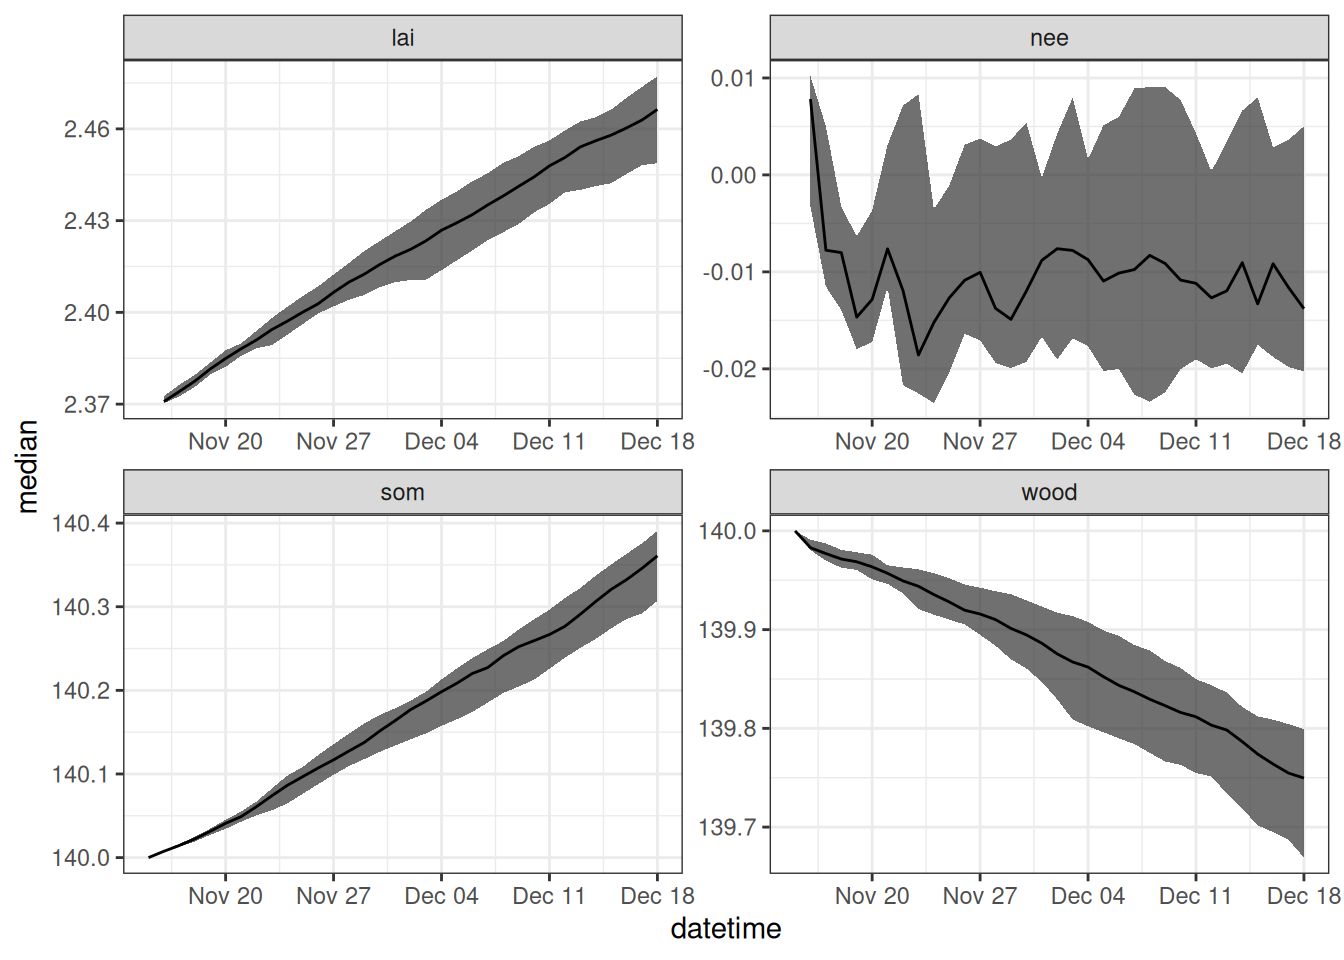 lai
nee
2.46
2.43
2.40
2.37
0.01
0.00
-0.01
-0.02
Nov 20 Nov 27 Dec 04 Dec 11 Dec 18
Nov 20 Nov 27 Dec 04 Dec 11 Dec 18
median
som
wood
140.4
140.3
140.2
140.1
140.0
140.0
139.9
139.8
139.7
Nov 20 Nov 27 Dec 04 Dec 11 Dec 18
Nov 20 Nov 27 Dec 04 Dec 11 Dec 18
datetime